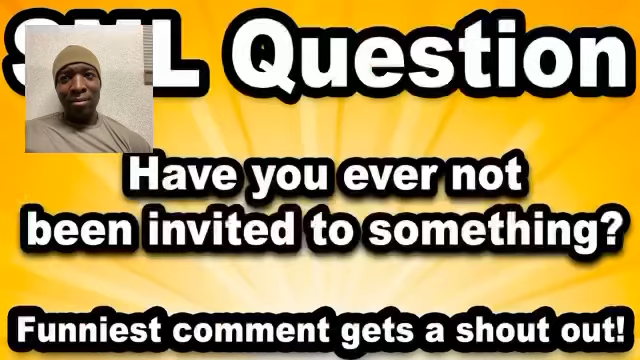 Question
Have you ever not
been invited to something?
Funniest comment gets a shout out!